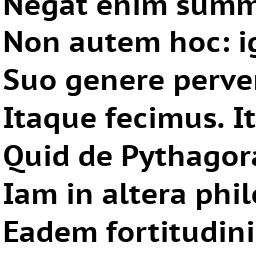 Negat enim summ
Non autem hoc: ig
Suo genere perver
Itaque fecimus. It
Quid de Pythagora
Iam in altera philo
Eadem fortitudini